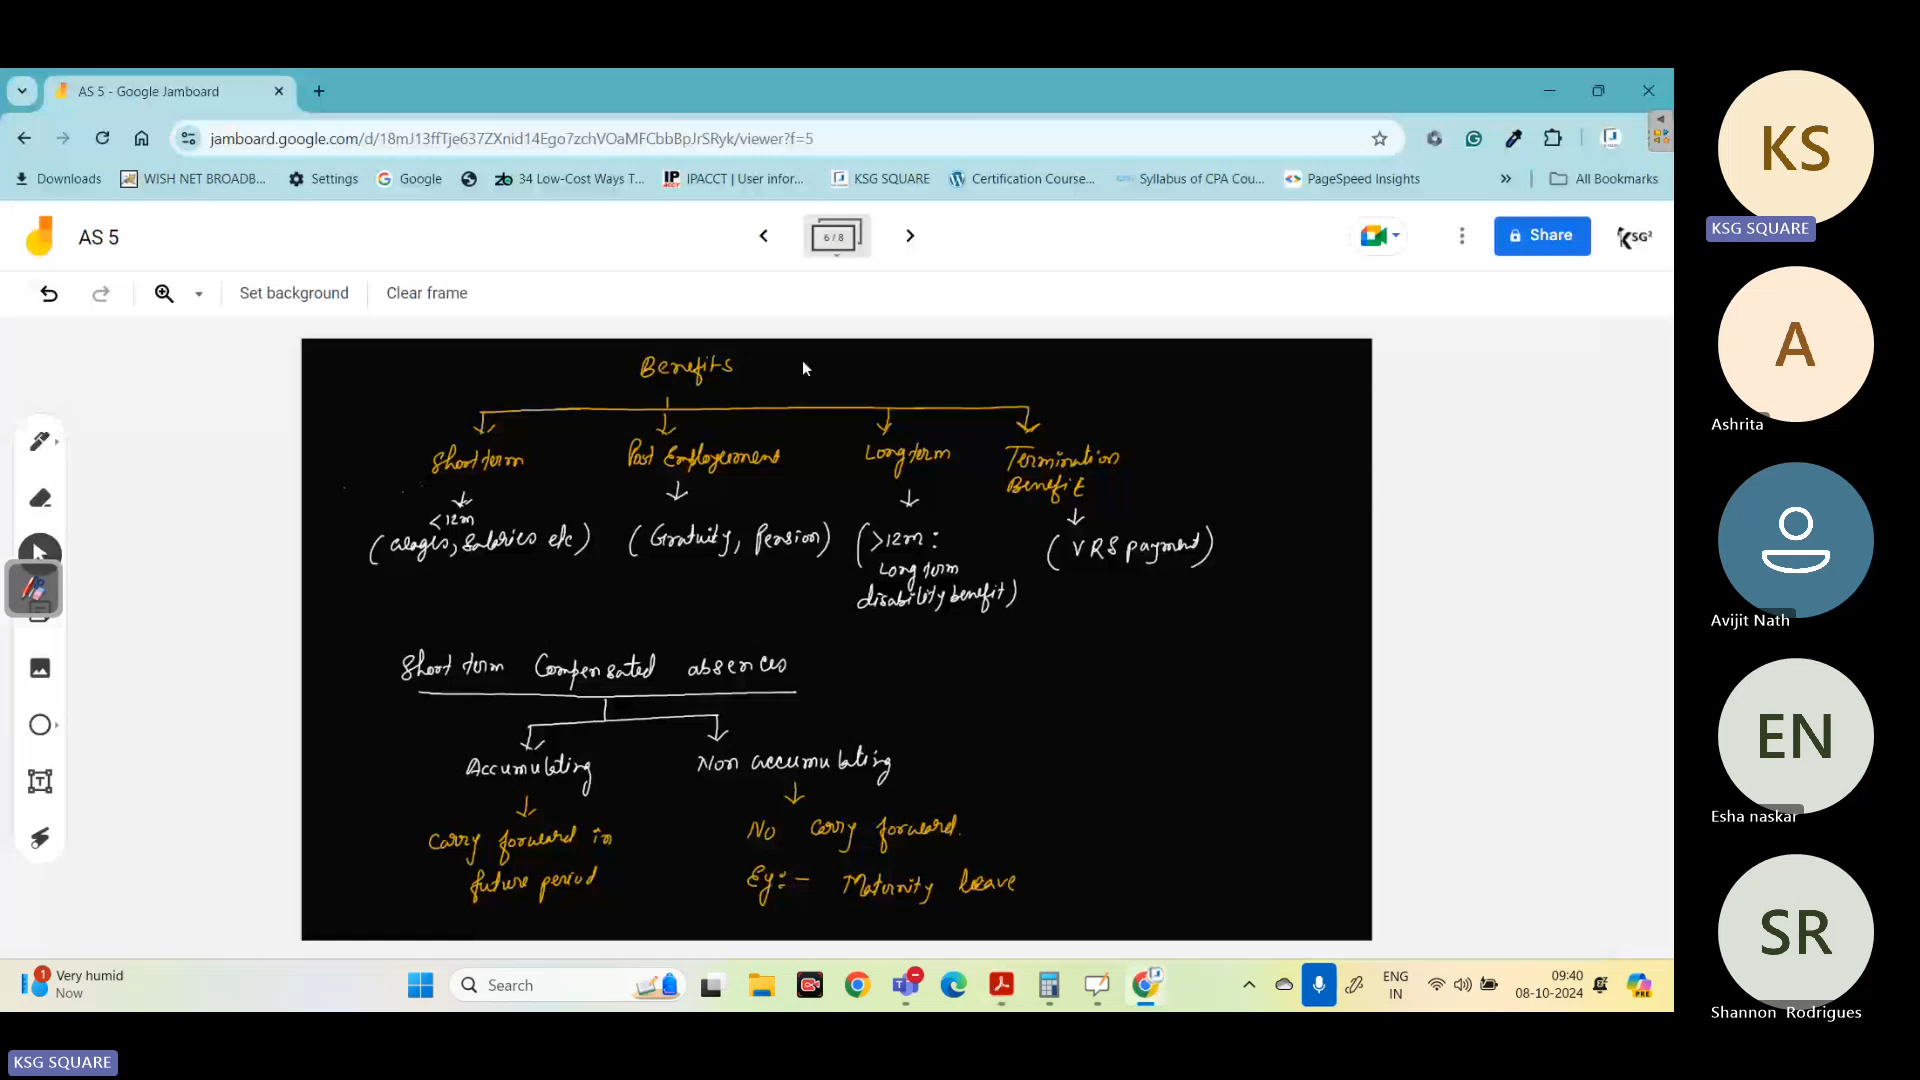 AS 5 - Google Jamboard
jamboard.google.com/d/18mJ13ffTje637ZXnid14Ego7zchVOaMFCbbBpJrSRyk/viewer?f=5
Downloads WISH NET BROADB... Settings Google 34 Low-Cost Ways T... IPACCT | User infor... KSG SQUARE Certification Course... Syllabus of CPA Cou... PageSpeed Insights » All Bookmarks
AS 5
6 / 8
Share
KSG²
Set background Clear frame
Benefits
Short term Post Employement Long term Termination
Benefit
<12m
(wages, salaries etc) (Gratuity, Pension) (>12m: (VRS payment)
Long term
disability benefit)
Short term Compensated absences
Accumulating Non accumulating
Carry forward in
future period
No carry forward.
Eg:- Maternity leave
1
Very humid
Now
Search
ENG
IN
09:40
08-10-2024
PRE
KS
KSG SQUARE
A
Ashrita
Avijit Nath
EN
Esha naskar
SR
Shannon Rodrigues
KSG SQUARE